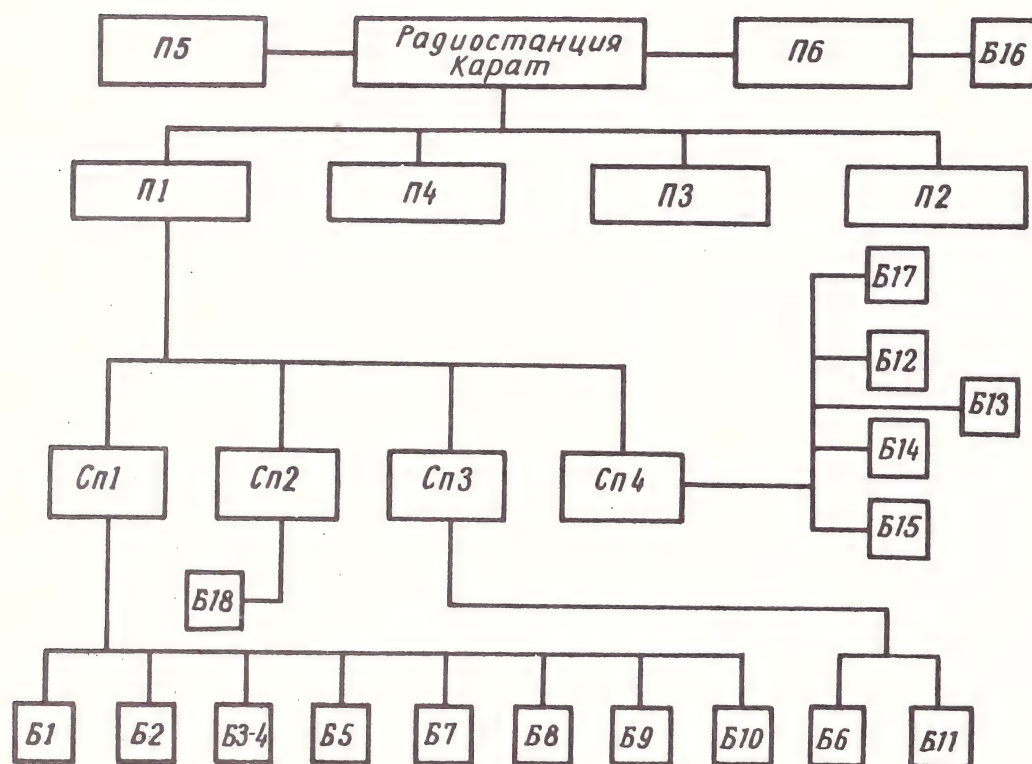 П5
Радиостанция
Карат
П6
Б16
П1
П4
П3
П2
Б17
Б12
Б13
Б14
Б15
Сп1
Сп2
Сп3
Сп4
Б18
Б1
Б2
Б3-4
Б5
Б7
Б8
Б9
Б10
Б6
Б11